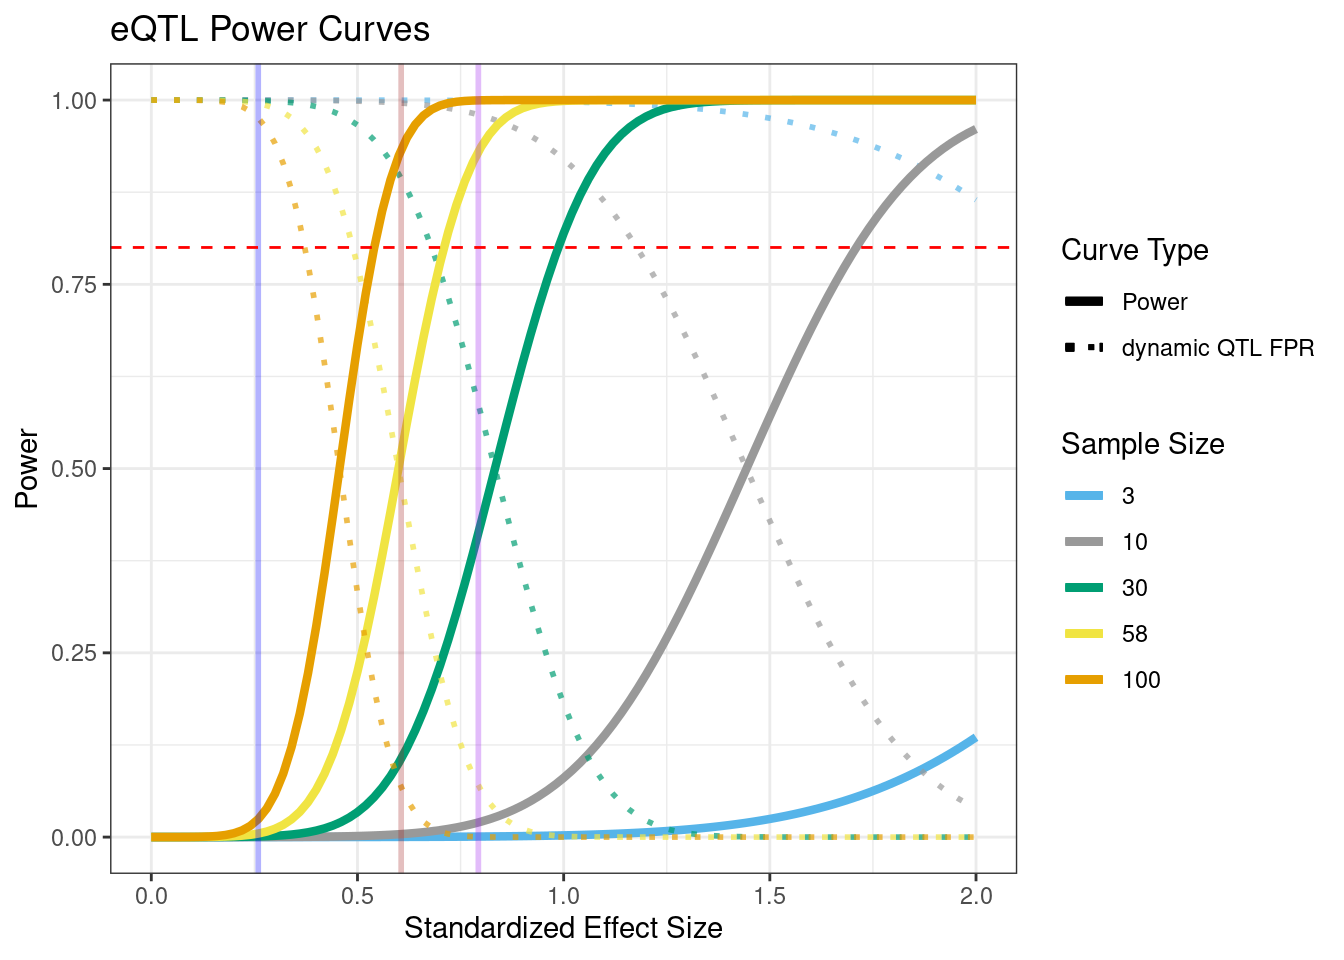 eQTL Power Curves
1.00
0.75
0.50
0.25
0.00
Power
0.0
0.5
1.0
1.5
2.0
Standardized Effect Size
Curve Type
Power
dynamic QTL FPR
Sample Size
3
10
30
58
100